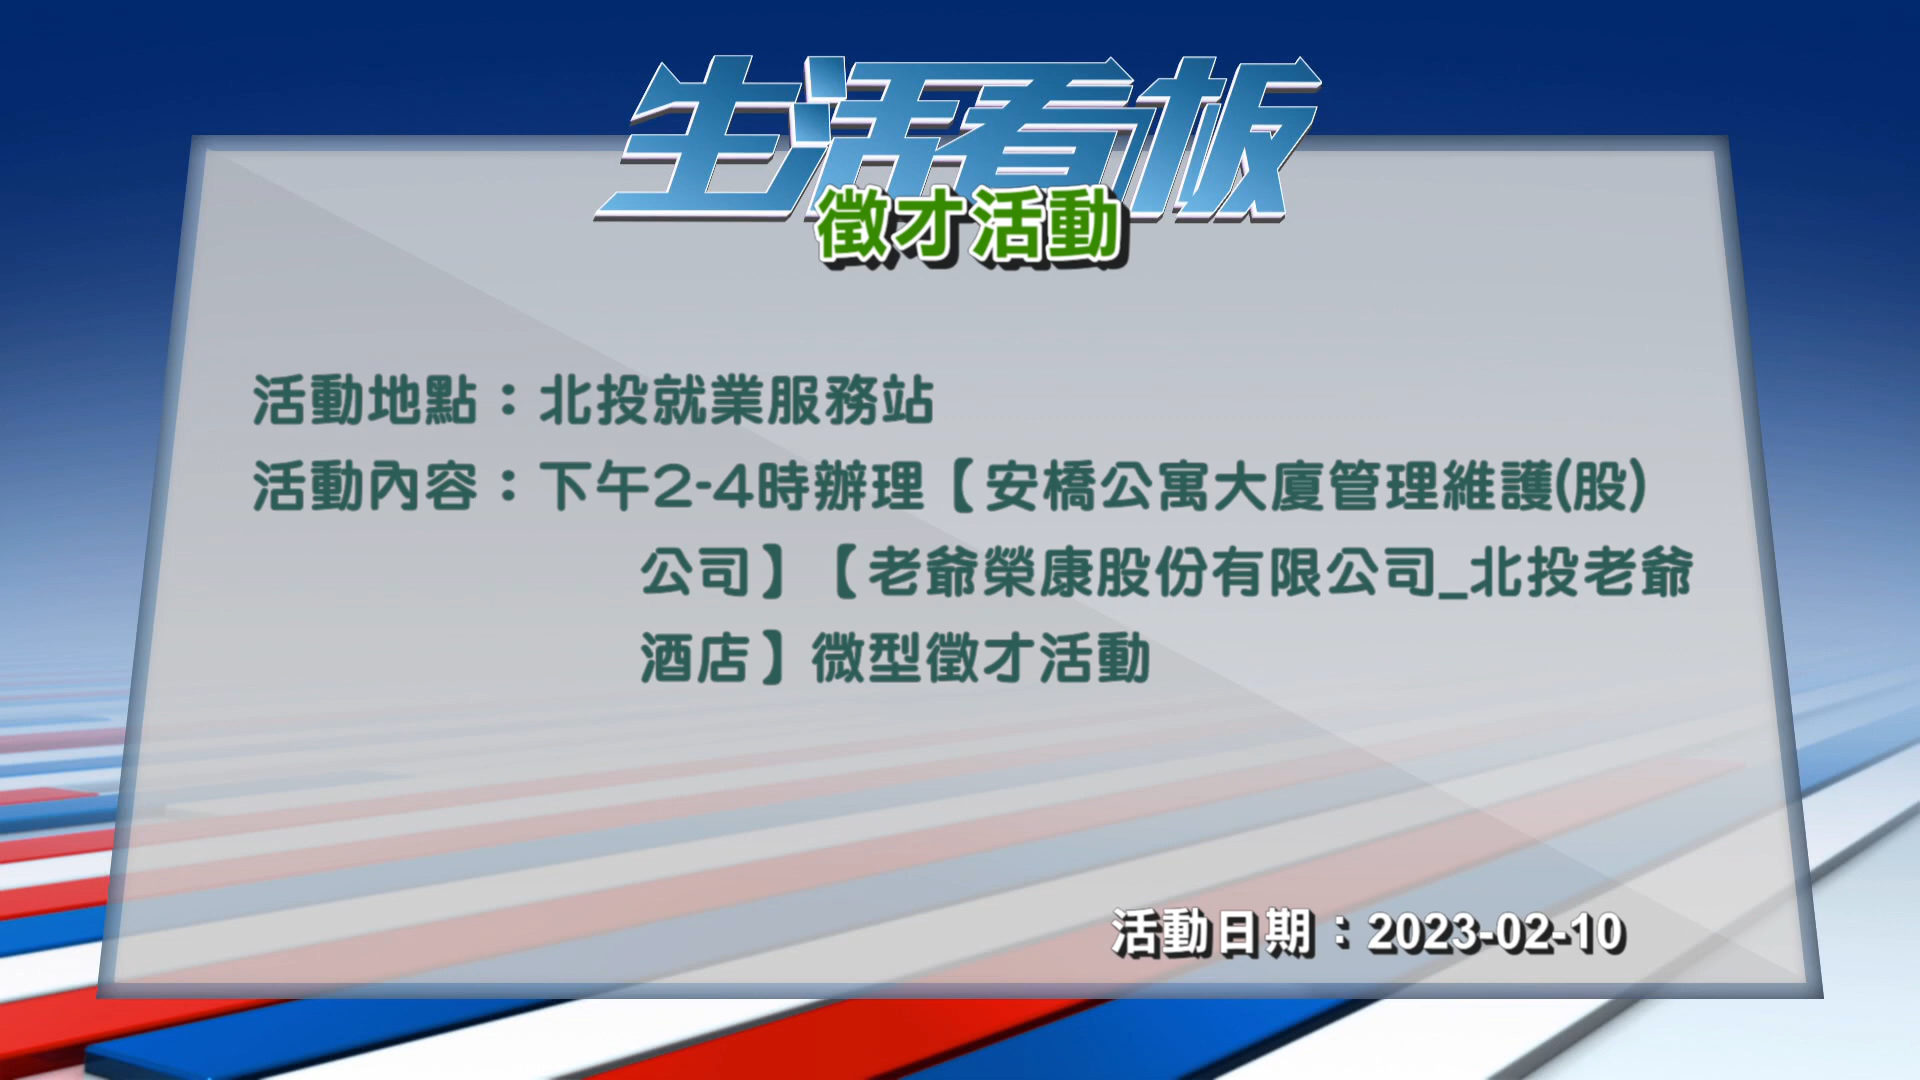 生活看板
徵才活動
活動地點：北投就業服務站
活動內容：下午2-4時辦理【安橋公寓大廈管理維護(股)
公司】【老爺榮康股份有限公司_北投老爺
酒店】微型徵才活動
活動日期：2023-02-10